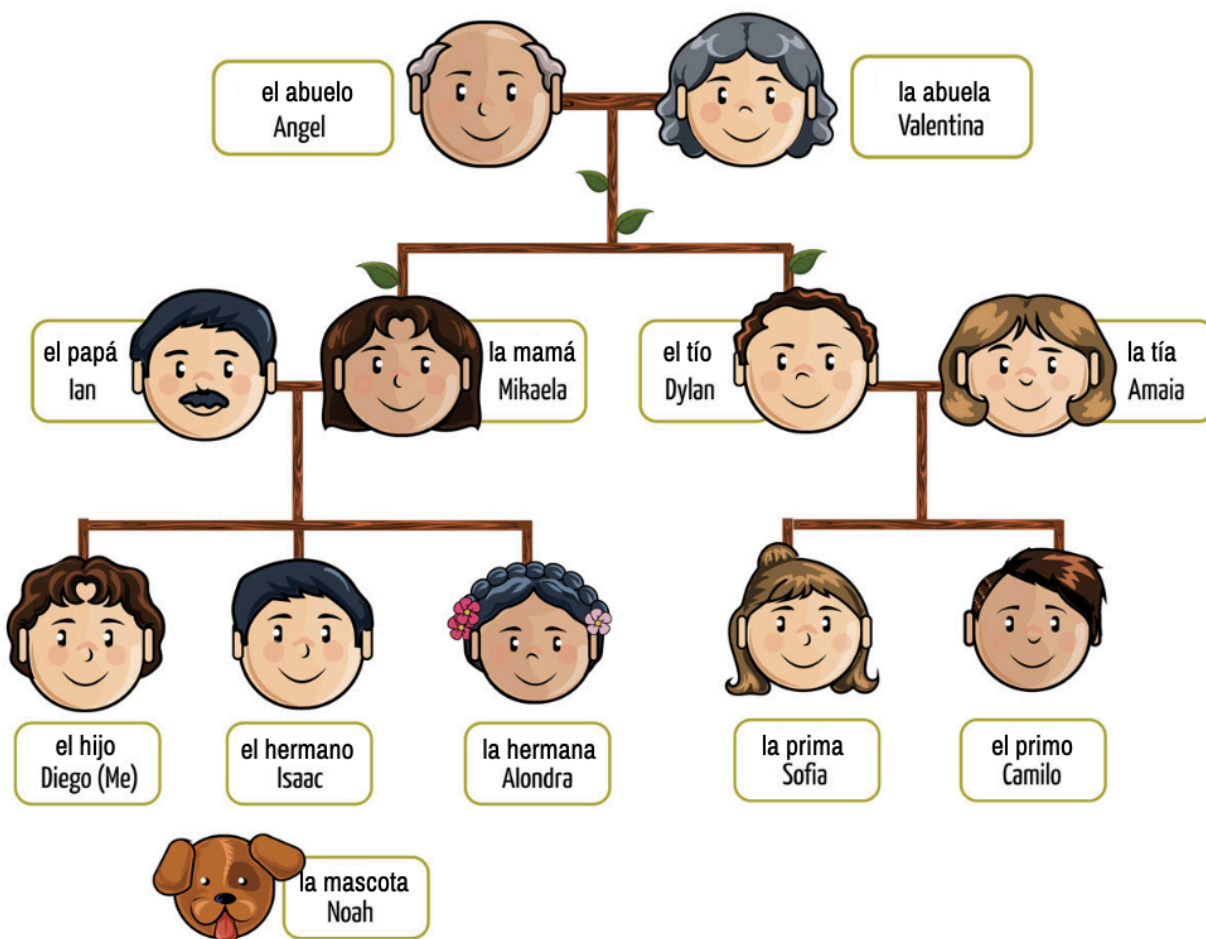 el abuelo
Angel
la abuela
Valentina
el papá
Ian
la mamá
Mikaela
el tío
Dylan
la tía
Amaia
el hijo
Diego (Me)
el hermano
Isaac
la hermana
Alondra
la prima
Sofia
el primo
Camilo
la mascota
Noah